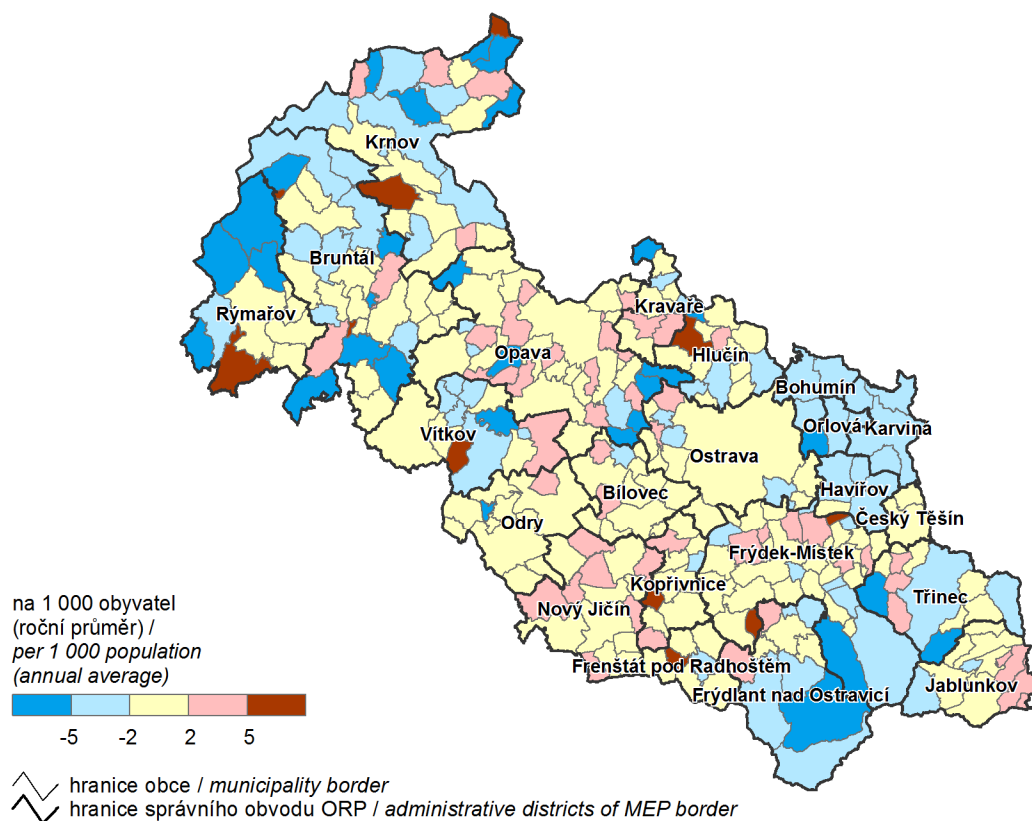 Krnov
Bruntál
Rýmařov
Kravaře
Opava
Hlučín
Bohumín
Orlová
Karviná
Vítkov
Ostrava
Havířov
Bílovec
Odry
Český Těšín
Frýdek-Místek
Kopřivnice
Třinec
Nový Jičín
Frenštát pod Radhoštěm
Jablunkov
Frýdlant nad Ostravicí
na 1 000 obyvatel
(roční průměr) /
per 1 000 population
(annual average)
-5 -2 2 5
hranice obce / municipality border
hranice správního obvodu ORP / administrative districts of MEP border